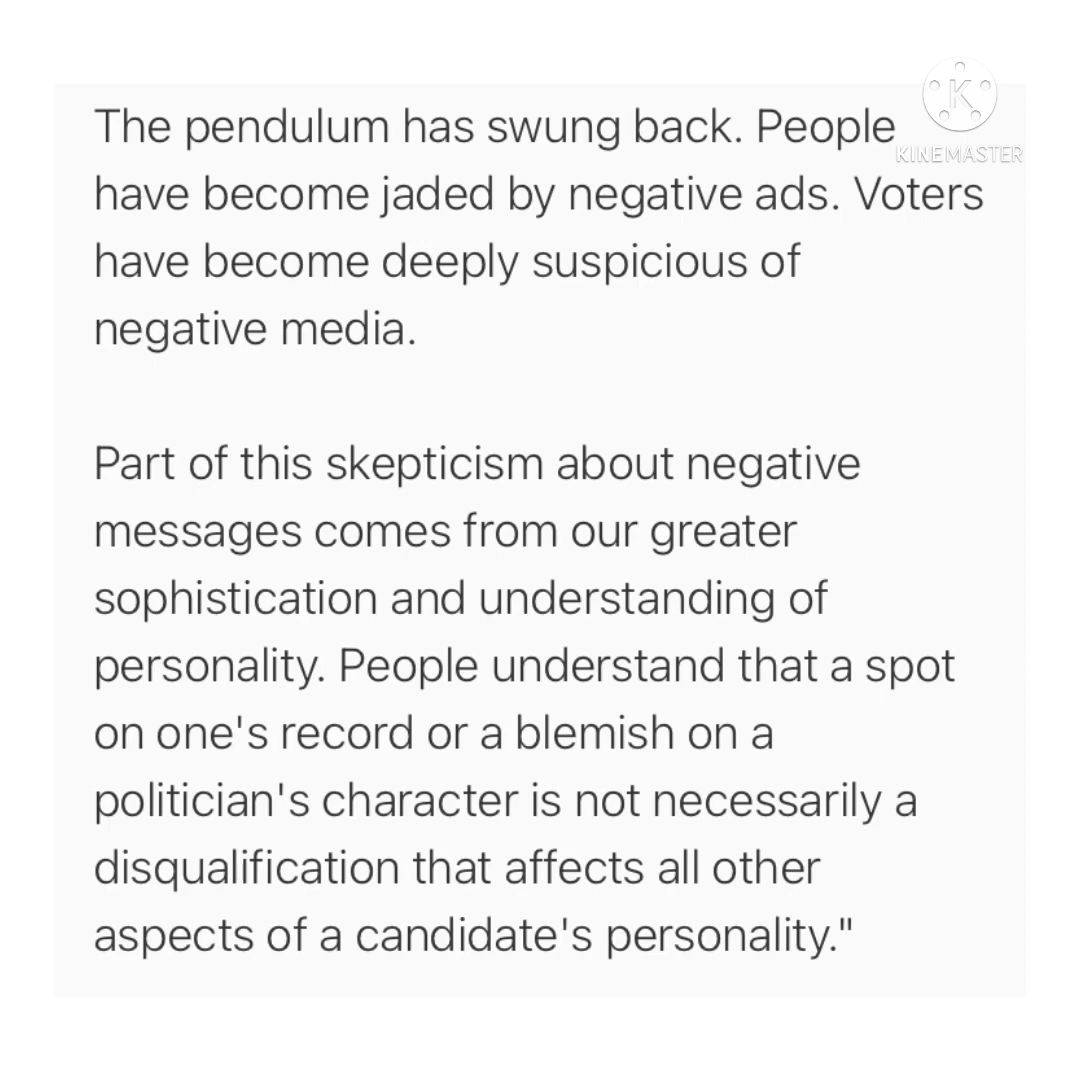 The pendulum has swung back. People
have become jaded by negative ads. Voters
have become deeply suspicious of
negative media.
Part of this skepticism about negative
messages comes from our greater
sophistication and understanding of
personality. People understand that a spot
on one's record or a blemish on a
politician's character is not necessarily a
disqualification that affects all other
aspects of a candidate's personality."
K
KINEMASTER